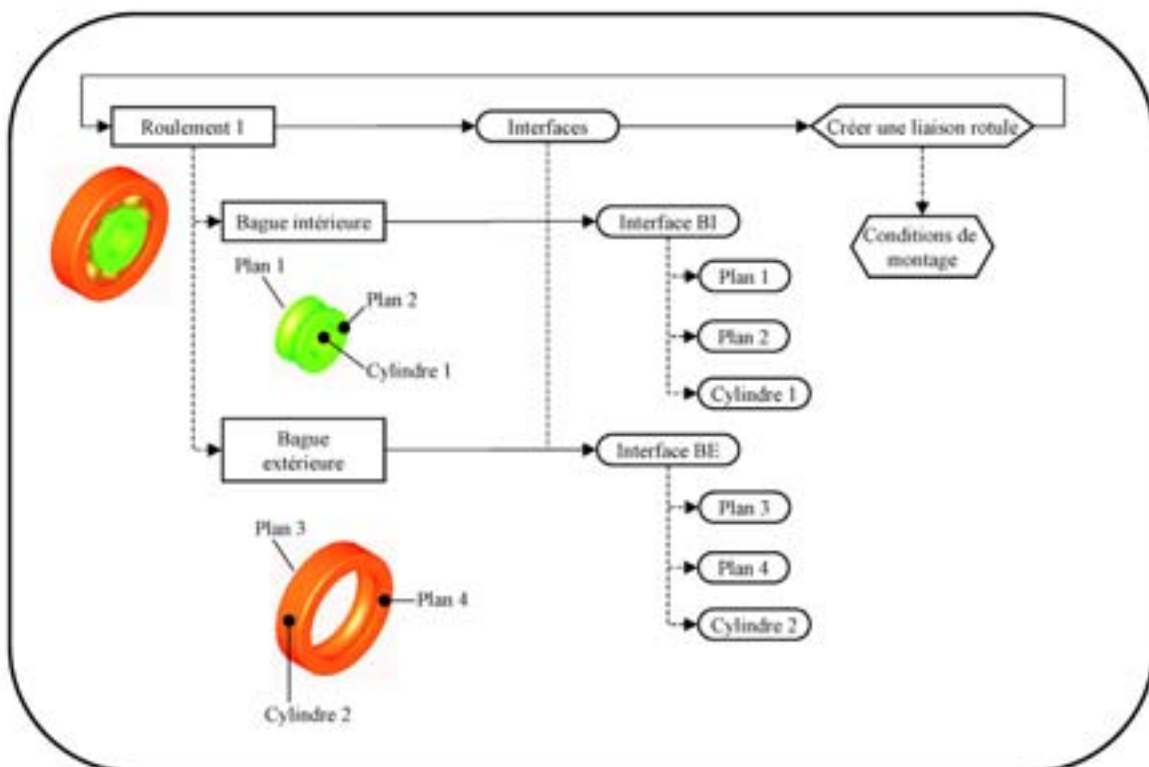 Roulement 1
Interfaces
Créer une liaison rotule
Bague intérieure
Interface BI
Conditions de
montage
Plan 1
Plan 2
Cylindre 1
Plan 1
Plan 2
Cylindre 1
Bague
extérieure
Interface BE
Plan 3
Plan 4
Cylindre 2
Plan 3
Plan 4
Cylindre 2